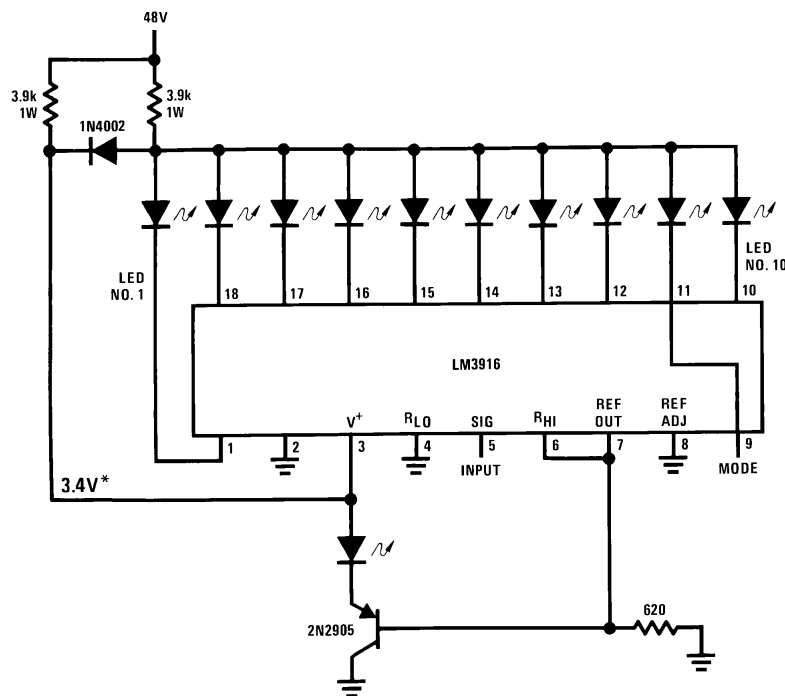 48V
3.9k
1W
3.9k
1W
1N4002
LED
NO. 1
LED
NO. 10
18
17
16
15
14
13
12
11
10
LM3916
V+
RLO
SIG
RHI
REF
OUT
REF
ADJ
1
2
3
4
5
6
7
8
9
INPUT
MODE
3.4V*
2N2905
620